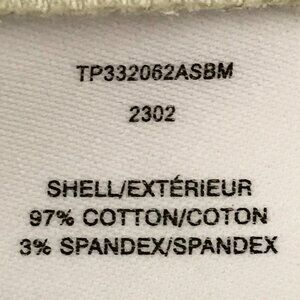 TP332062ASBM
2302
SHELL/EXTÉRIEUR
97% COTTON/COTON
3% SPANDEX/SPANDEX